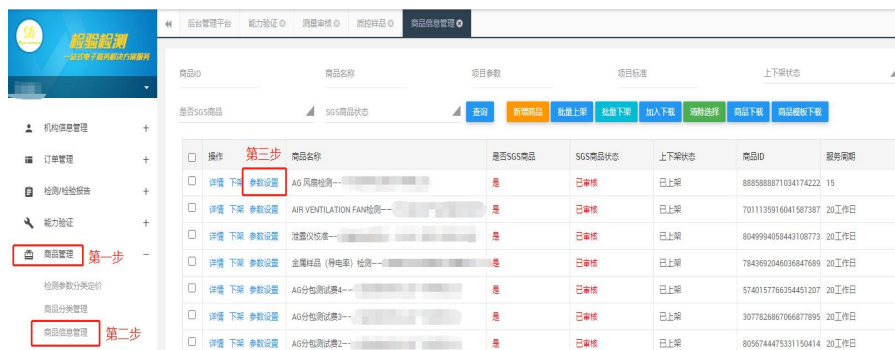 后台管理平台 能力验证 测量审核 质控样品 商品信息管理
检验检测
一站式电子商务解决方案服务
商品ID 商品名称 项目参数 项目标准 上下架状态
是否SGS商品 SGS商品状态 查询 新增商品 批量上架 批量下架 加入下载 清除选择 商品下载 商品模板下载
机构信息管理 +
订单管理 +
检测/检验报告 +
能力验证 +
商品管理 第一步 −
检测参数分类定价
商品分类管理
商品信息管理 第二步
操作 第三步 商品名称 是否SGS商品 SGS商品状态 上下架状态 商品ID 服务周期
详情 下架 参数设置 AG 风扇检测-- 是 已审核 已上架 8885888871034174222 15
详情 下架 参数设置 AIR VENTILATION FAN检测-- 是 已审核 已上架 7011135916041587387 20工作日
详情 下架 参数设置 泄露仪校准-- 是 已审核 已上架 8049994058443108773 20工作日
详情 下架 参数设置 金属样品（导电率）检测-- 是 已审核 已上架 7843692046036847689 20工作日
详情 下架 参数设置 AG分包测试费4-- 是 已审核 已上架 5740157766354451207 20工作日
详情 下架 参数设置 AG分包测试费3-- 是 已审核 已上架 3077826867066877895 20工作日
详情 下架 参数设置 AG分包测试费2-- 是 已审核 已上架 8056744475331150414 20工作日